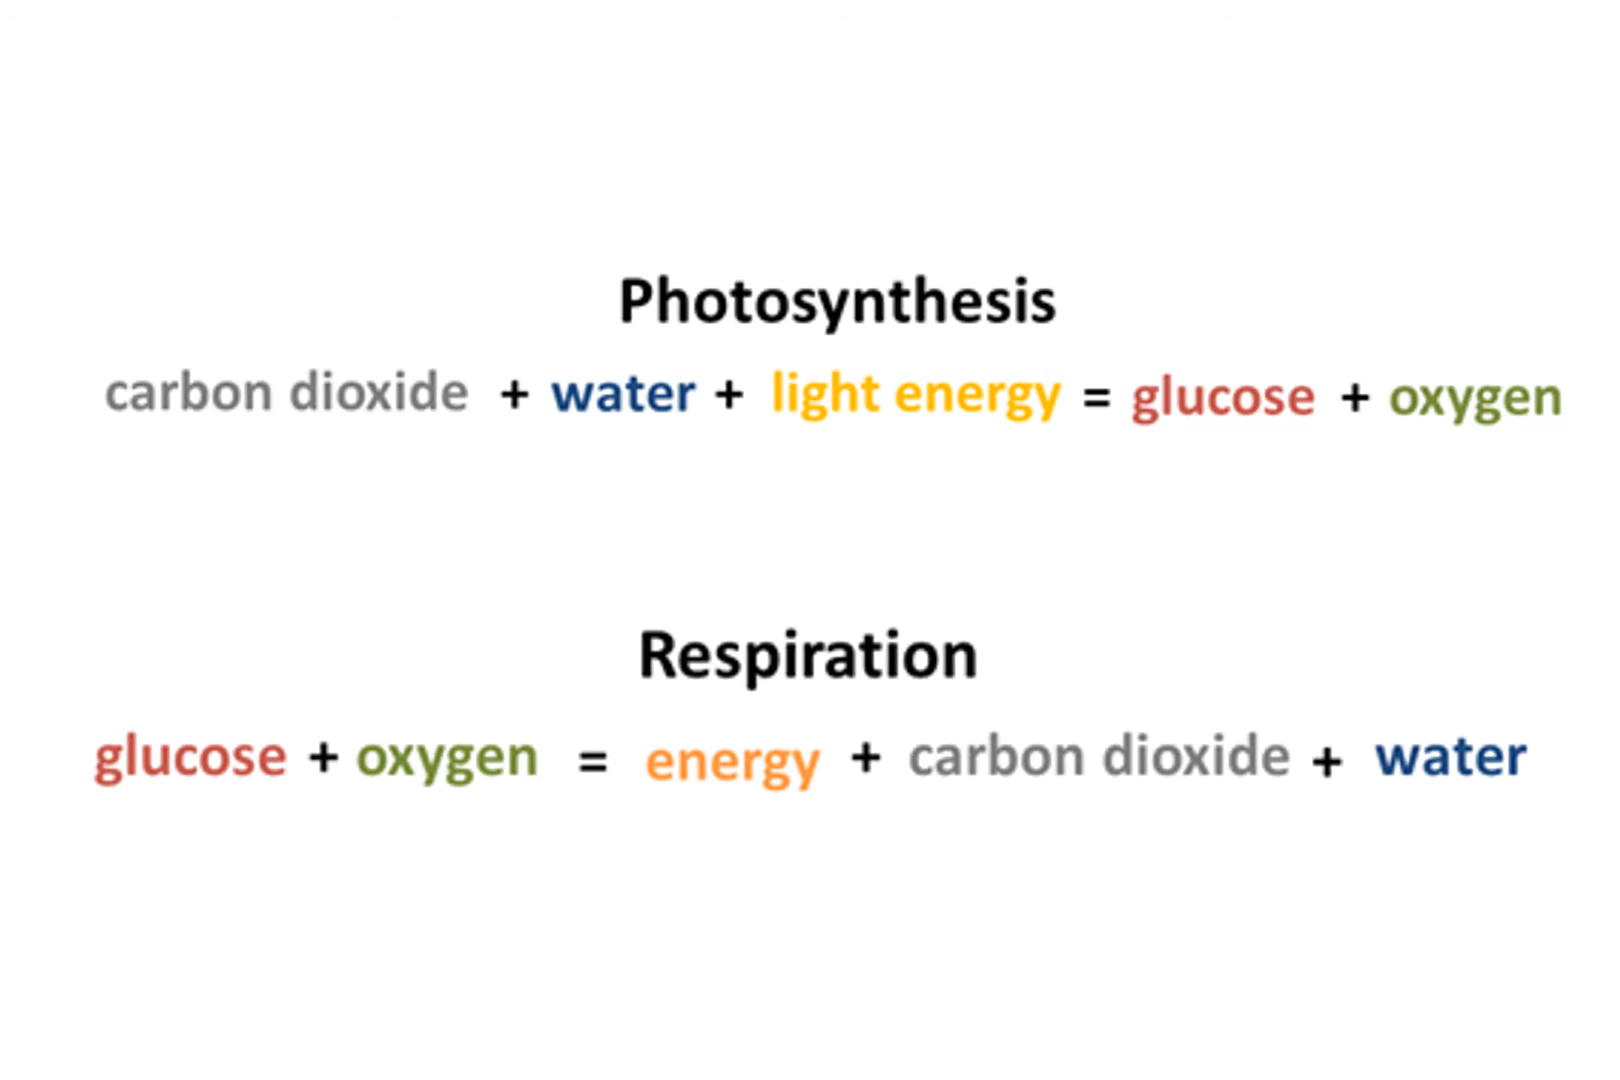 Photosynthesis
carbon dioxide + water + light energy = glucose + oxygen
Respiration
glucose + oxygen = energy + carbon dioxide + water